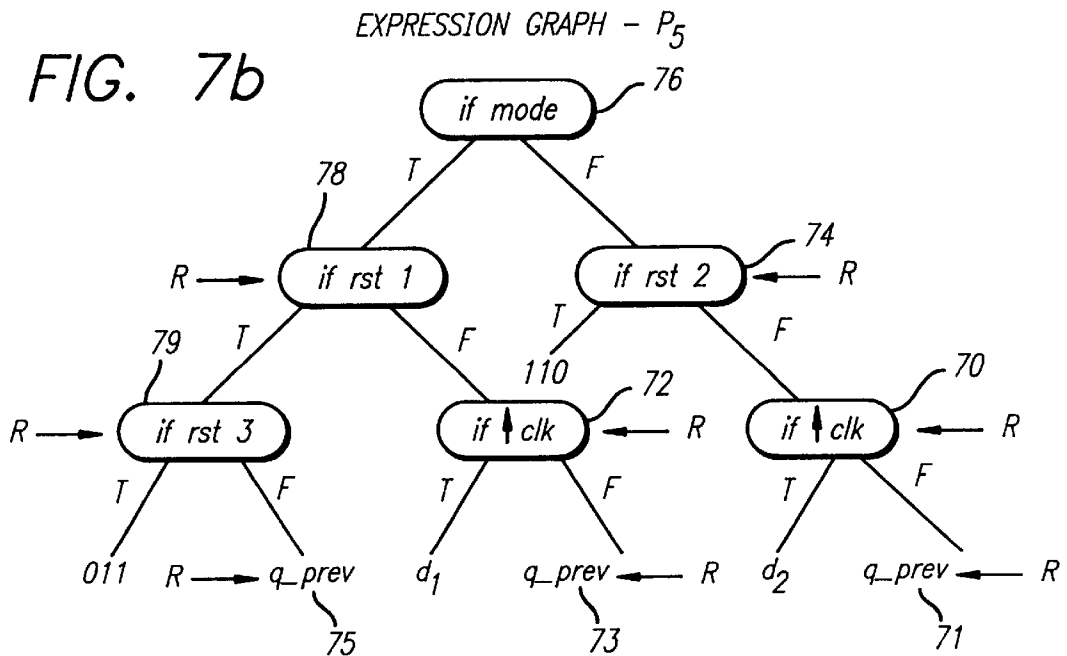 EXPRESSION GRAPH - P5
FIG. 7b
76
if mode
T F
78 74
R if rst 1 if rst 2 R
T F T F
79 110 72 70
R if rst 3 if clk R if clk R
T F T F T F
011 R q_prev d1 q_prev R d2 q_prev R
75 73 71